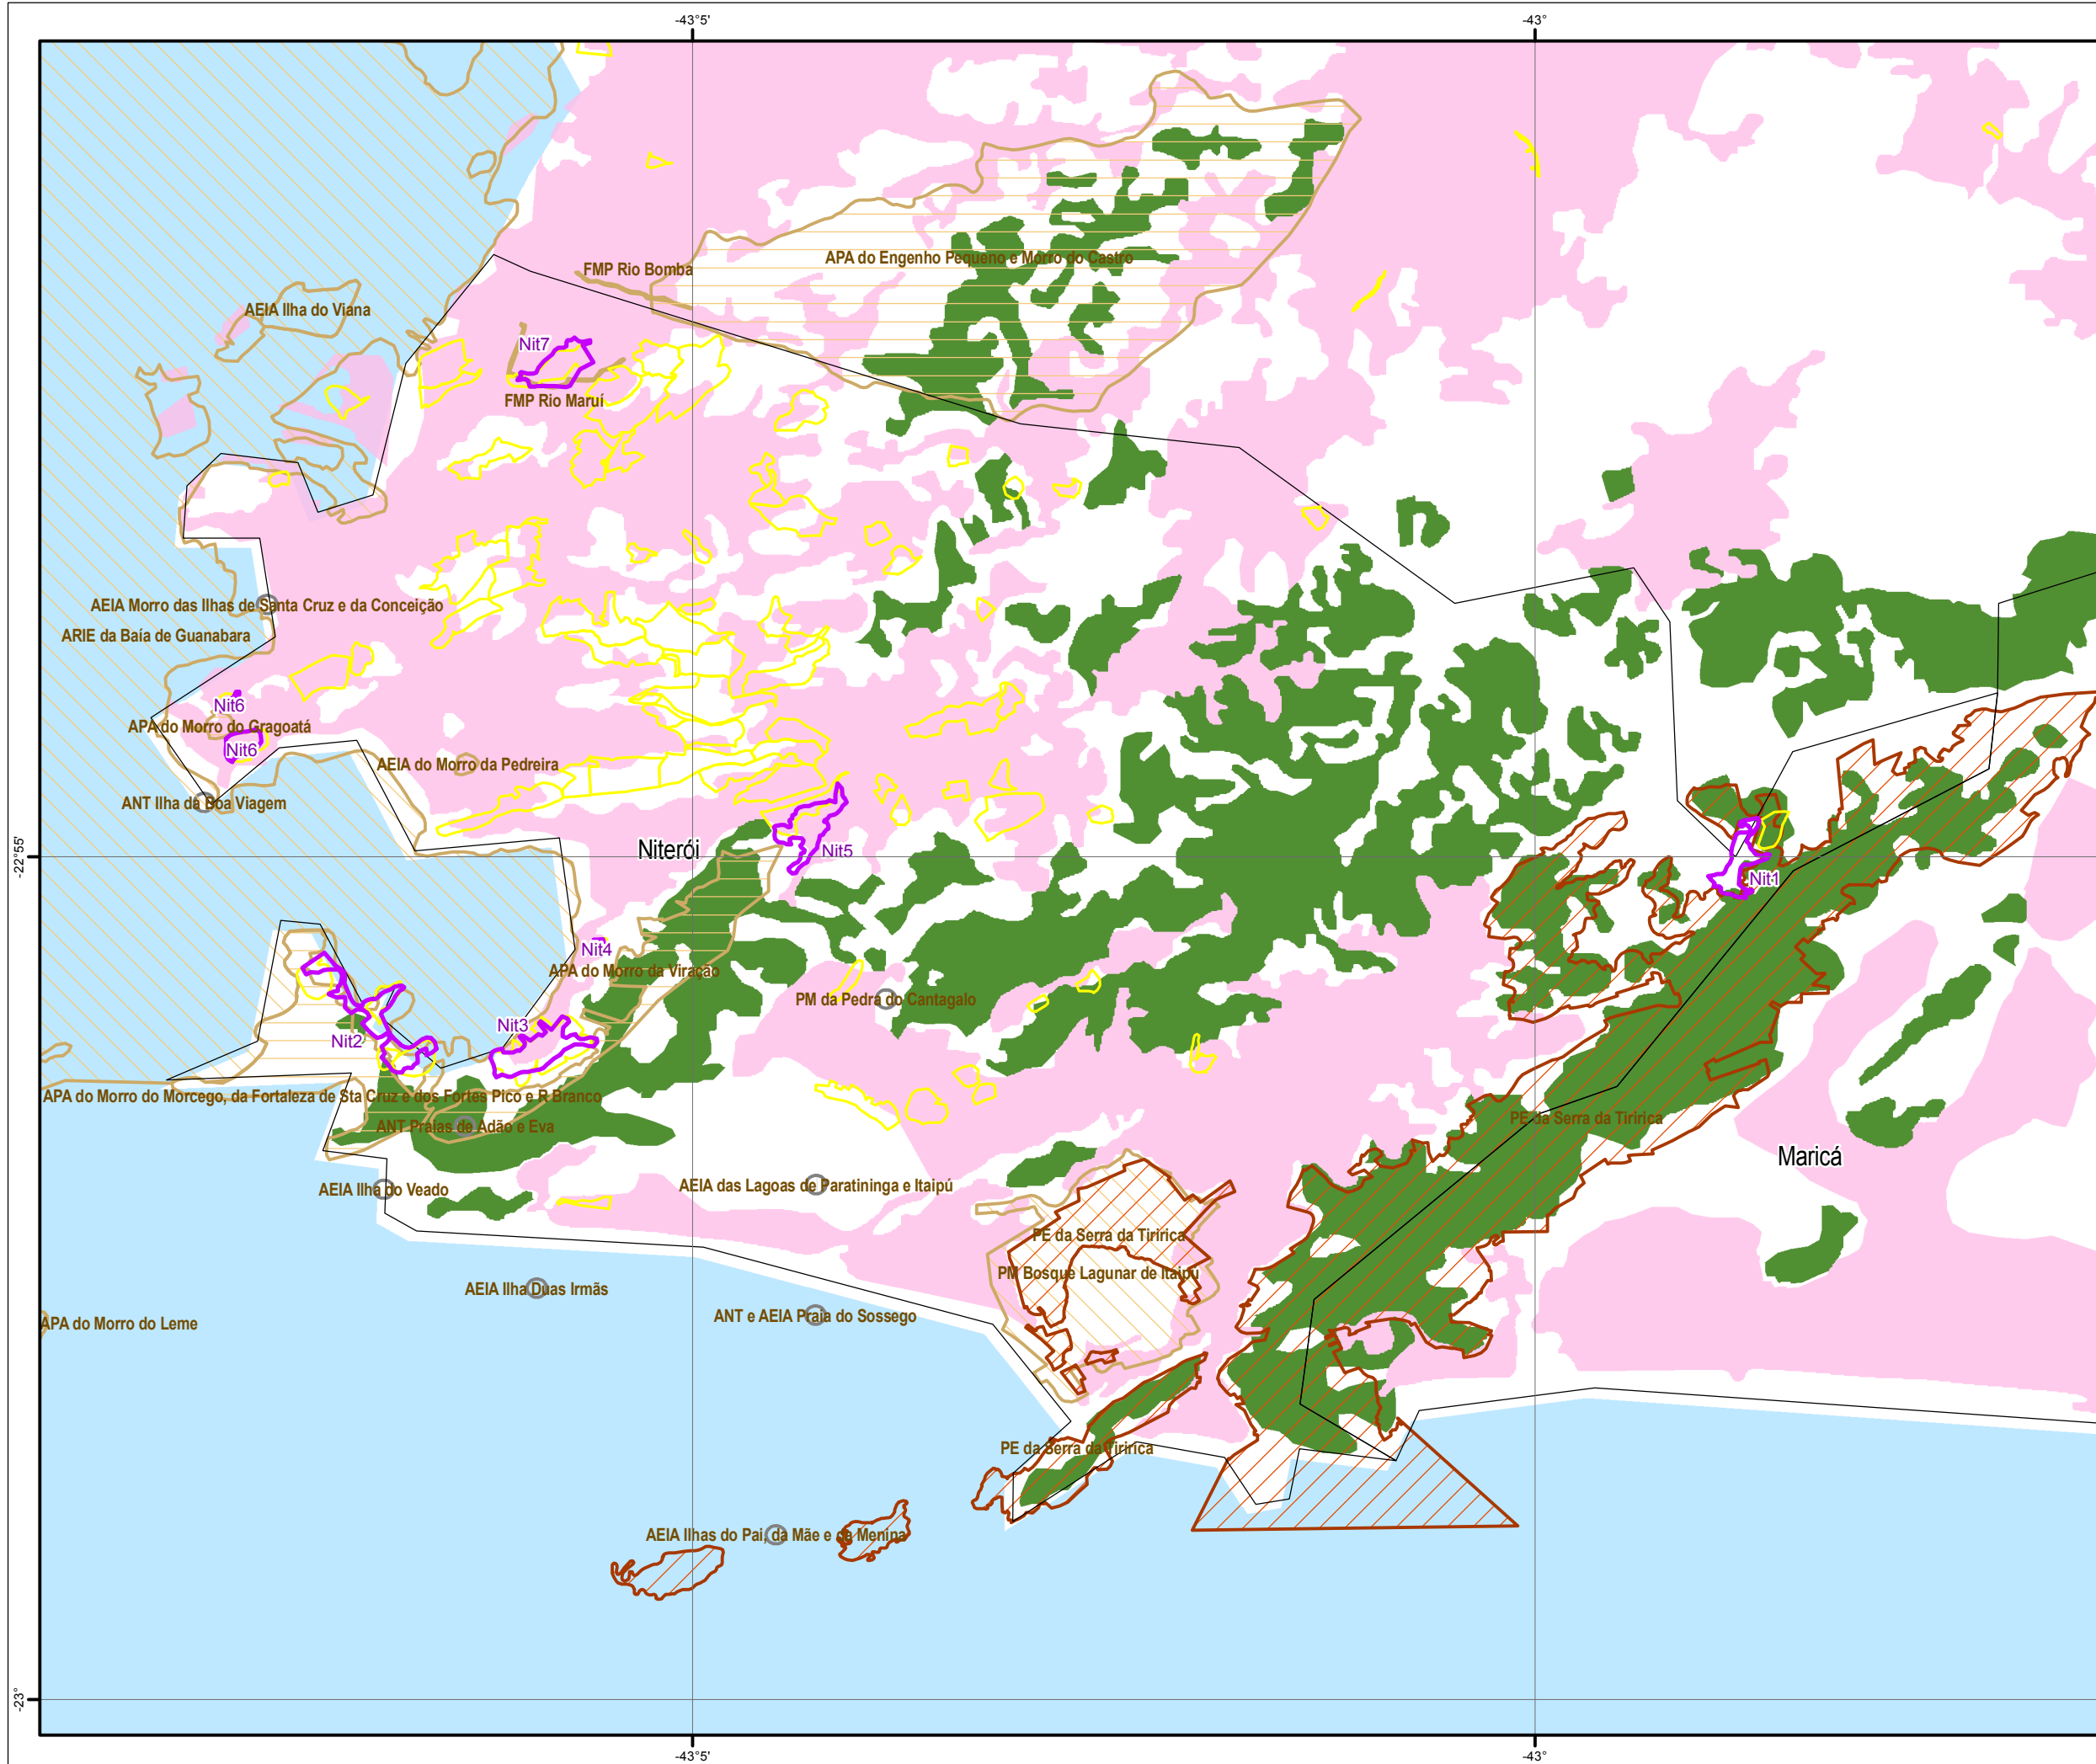 -43°5'
-43°
FMP Rio Bomba
APA do Engenho Pequeno e Morro do Castro
AEIA Ilha do Viana
Nit7
FMP Rio Maruí
AEIA Morro das Ilhas de Santa Cruz e da Conceição
ARIE da Baía de Guanabara
Nit6
APA do Morro do Gragoatá
Nit6
AEIA do Morro da Pedreira
ANT Ilha da Boa Viagem
Niterói
Nit5
-22°55'
Nit1
Nit4
APA do Morro da Viração
PM da Pedra do Cantagalo
Nit3
Nit2
APA do Morro do Morcego, da Fortaleza de Sta Cruz e dos Fortes Pico e R Branco
PE da Serra da Tiririca
ANT Praias de Adão e Eva
Maricá
AEIA das Lagoas de Paratininga e Itaipú
AEIA Ilha do Veado
PE da Serra da Tiririca
PM Bosque Lagunar de Itaipu
AEIA Ilha Duas Irmãs
ANT e AEIA Praia do Sossego
APA do Morro do Leme
PE da Serra da Tiririca
AEIA Ilhas do Pai, da Mãe e da Menina
-23°
-43°5'
-43°